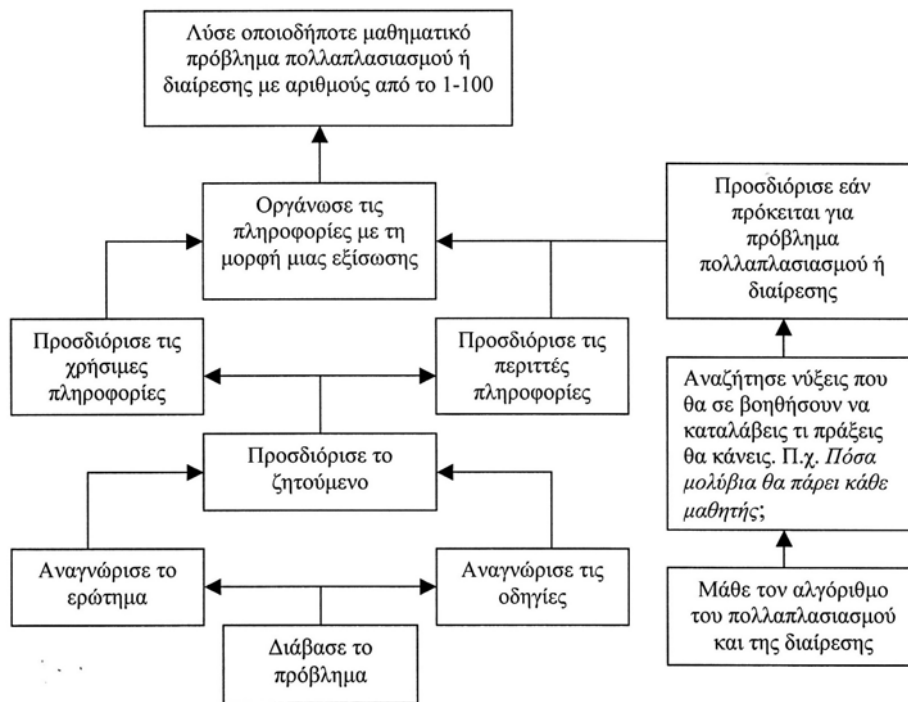 Λύσε οποιοδήποτε μαθηματικό
πρόβλημα πολλαπλασιασμού ή
διαίρεσης με αριθμούς από το 1-100
Οργάνωσε τις
πληροφορίες με τη
μορφή μιας εξίσωσης
Προσδιόρισε εάν
πρόκειται για
πρόβλημα
πολλαπλασιασμού ή
διαίρεσης
Προσδιόρισε τις
χρήσιμες
πληροφορίες
Προσδιόρισε τις
περιττές
πληροφορίες
Αναζήτησε νύξεις που
θα σε βοηθήσουν να
καταλάβεις τι πράξεις
θα κάνεις. Π.χ. Πόσα
μολύβια θα πάρει κάθε
μαθητής;
Προσδιόρισε το
ζητούμενο
Αναγνώρισε το
ερώτημα
Αναγνώρισε τις
οδηγίες
Μάθε τον αλγόριθμο
του πολλαπλασιασμού
και της διαίρεσης
Διάβασε το
πρόβλημα